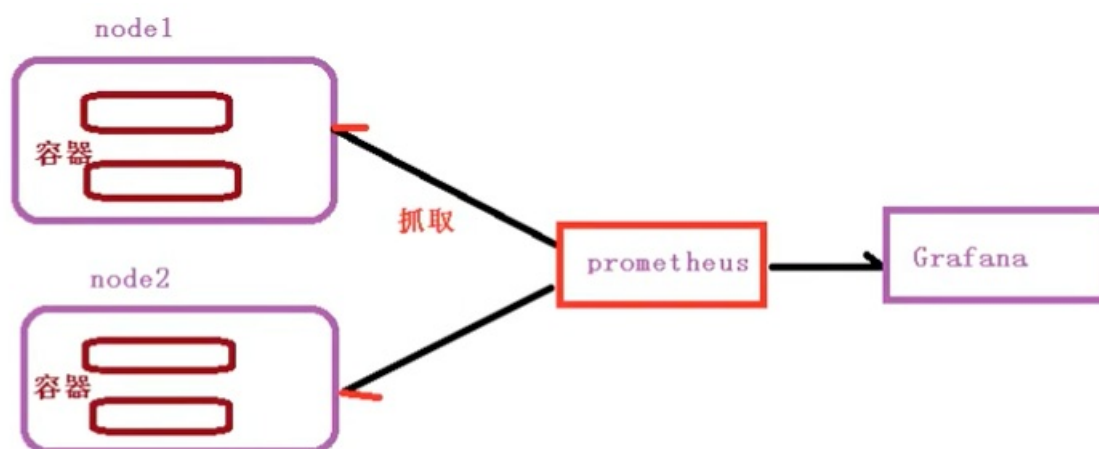 node1
容器
抓取
prometheus
Grafana
node2
容器